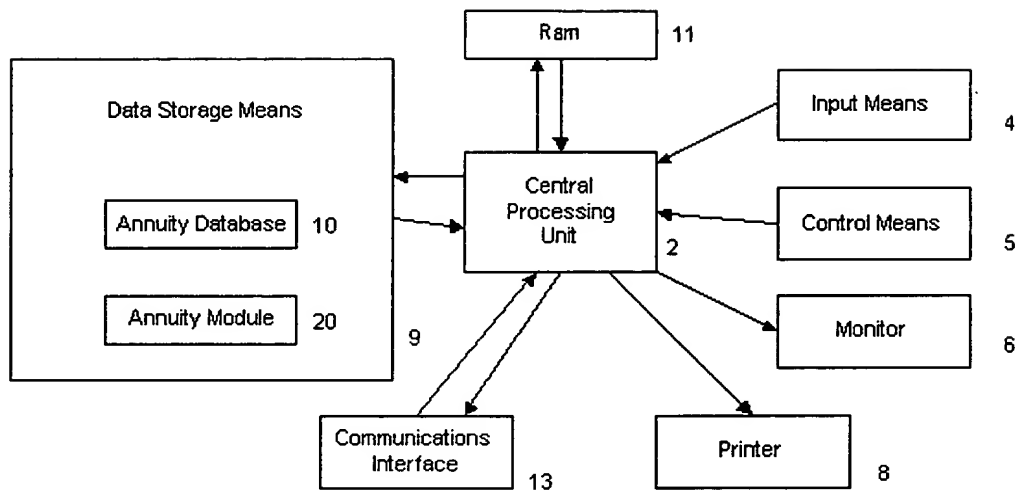 Ram
11
Data Storage Means
Input Means
4
Central
Processing
Unit
2
Annuity Database
10
Control Means
5
Annuity Module
20
9
Monitor
6
Communications
Interface
13
Printer
8